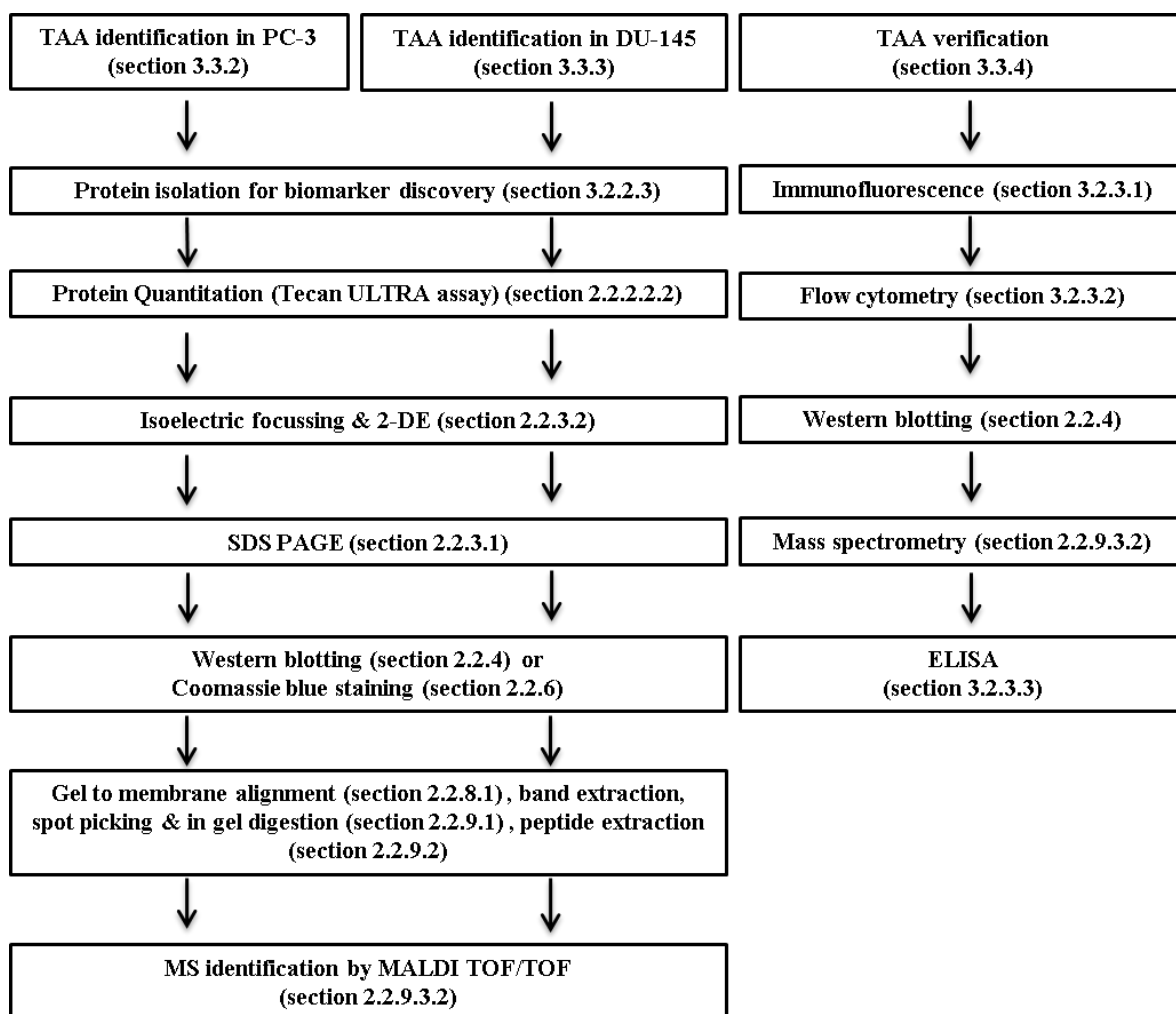 TAA identification in PC-3
(section 3.3.2)
TAA identification in DU-145
(section 3.3.3)
TAA verification
(section 3.3.4)
Protein isolation for biomarker discovery (section 3.2.2.3)
Immunofluorescence (section 3.2.3.1)
Protein Quantitation (Tecan ULTRA assay) (section 2.2.2.2.2)
Flow cytometry (section 3.2.3.2)
Isoelectric focussing & 2-DE (section 2.2.3.2)
Western blotting (section 2.2.4)
SDS PAGE (section 2.2.3.1)
Mass spectrometry (section 2.2.9.3.2)
Western blotting (section 2.2.4) or
Coomassie blue staining (section 2.2.6)
ELISA
(section 3.2.3.3)
Gel to membrane alignment (section 2.2.8.1) , band extraction,
spot picking & in gel digestion (section 2.2.9.1) , peptide extraction
(section 2.2.9.2)
MS identification by MALDI TOF/TOF
(section 2.2.9.3.2)